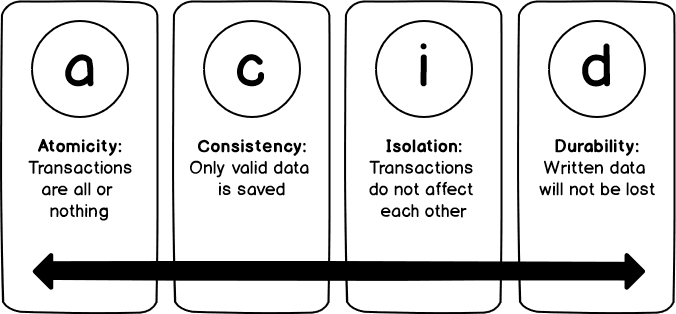 a
Atomicity:
Transactions
are all or
nothing
c
Consistency:
Only valid data
is saved
i
Isolation:
Transactions
do not affect
each other
d
Durability:
Written data
will not be lost